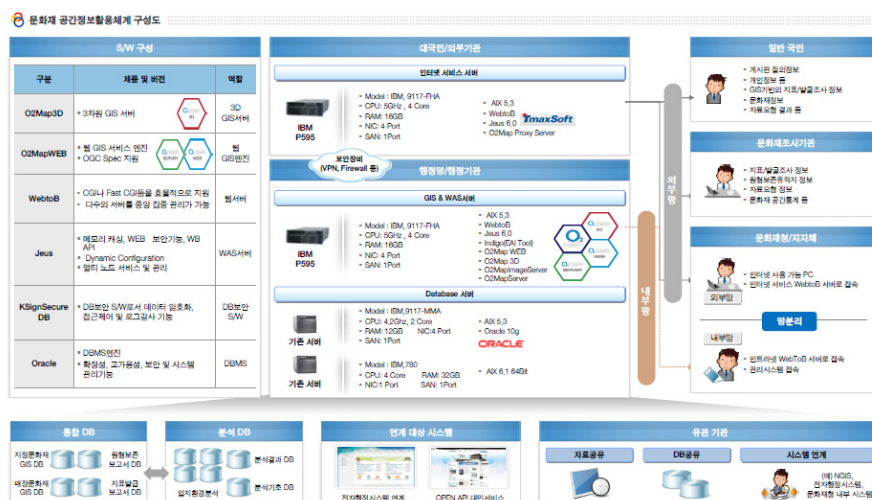 문화재 공간정보활용체계 구성도
S/W 구성
구분
제품 및 버전
역할
O2Map3D
3차원 GIS 서버
3D
GIS서버
O2MapWEB
웹 GIS 서비스 엔진
OGC Spec 지원
웹
GIS엔진
WebtoB
CGI나 Fast CGI등을 효율적으로 지원
다수의 서버를 중앙 집중 관리가 가능
웹서버
Jeus
메모리 캐싱, WEB 보안기능, WB
API
Dynamic Configuration
멀티 노드 서비스 및 관리
WAS서버
KSignSecure
DB
DB보안 S/W로서 데이터 암호화,
접근제어 및 로그감사 기능
DB보안
S/W
Oracle
DBMS엔진
확장성, 고가용성, 보안 및 시스템
관리기능
DBMS
대국민/외부기관
인터넷 서비스 서버
IBM
P595
Model : IBM, 9117-FHA
CPU: 5GHz , 4 Core
RAM: 16GB
NIC: 4 Port
SAN: 1Port
AIX 5,3
WebtoB
Jeus 6,0
O2Map Proxy Server
TmaxSoft
보안장비
(VPN, Firewall 등)
행정망/행정기관
GIS & WAS서버
IBM
P595
Model : IBM, 9117-FHA
CPU: 5GHz , 4 Core
RAM: 16GB
NIC: 4 Port
SAN: 1Port
AIX 5,3
WebtoB
Jeus 6,0
Indigo(EAI Tool)
O2Map WEB
O2Map 3D
O2MapImageServer
O2MapServer
O2
Database 서버
기존 서버
Model : IBM,9117-MMA
CPU: 4,2Ghz, 2 Core
RAM: 12GB NIC:4 Port
SAN: 1Port
AIX 5,3
Oracle 10g
ORACLE
기존 서버
Model : IBM,780
CPU: 4 Core RAM: 32GB
NIC:1 Port SAN: 1Port
AIX 6,1 64Bit
외부망
내부망
일반 국민
게시판 질의정보
개인정보 등
GIS기반의 지표/발굴조사 정보
문화재정보
자료요청 결과 등
문화재조사기관
지표/발굴조사 정보
원형보존유적지 정보
자료요청 정보
문화재 공간통계 등
문화재청/지자체
외부망
인터넷 사용 가능 PC
인터넷 서비스 WebtoB 서버로 접속
망분리
내부망
인트라넷 WebToB 서버로 접속
관리시스템 접속
통합 DB
지정문화재
GIS DB
원형보존
보고서 DB
매장문화재
GIS DB
지표발굴
보고서 DB
분석 DB
분석결과 DB
입지환경분석
분석기초 DB
연계 대상 시스템
전자행정시스템 연계
OPEN API 대민서비스
유관 기관
자료공유
DB공유
시스템 연계
(예) NGIS,
전자행정시스템,
문화재청 내부 시스템